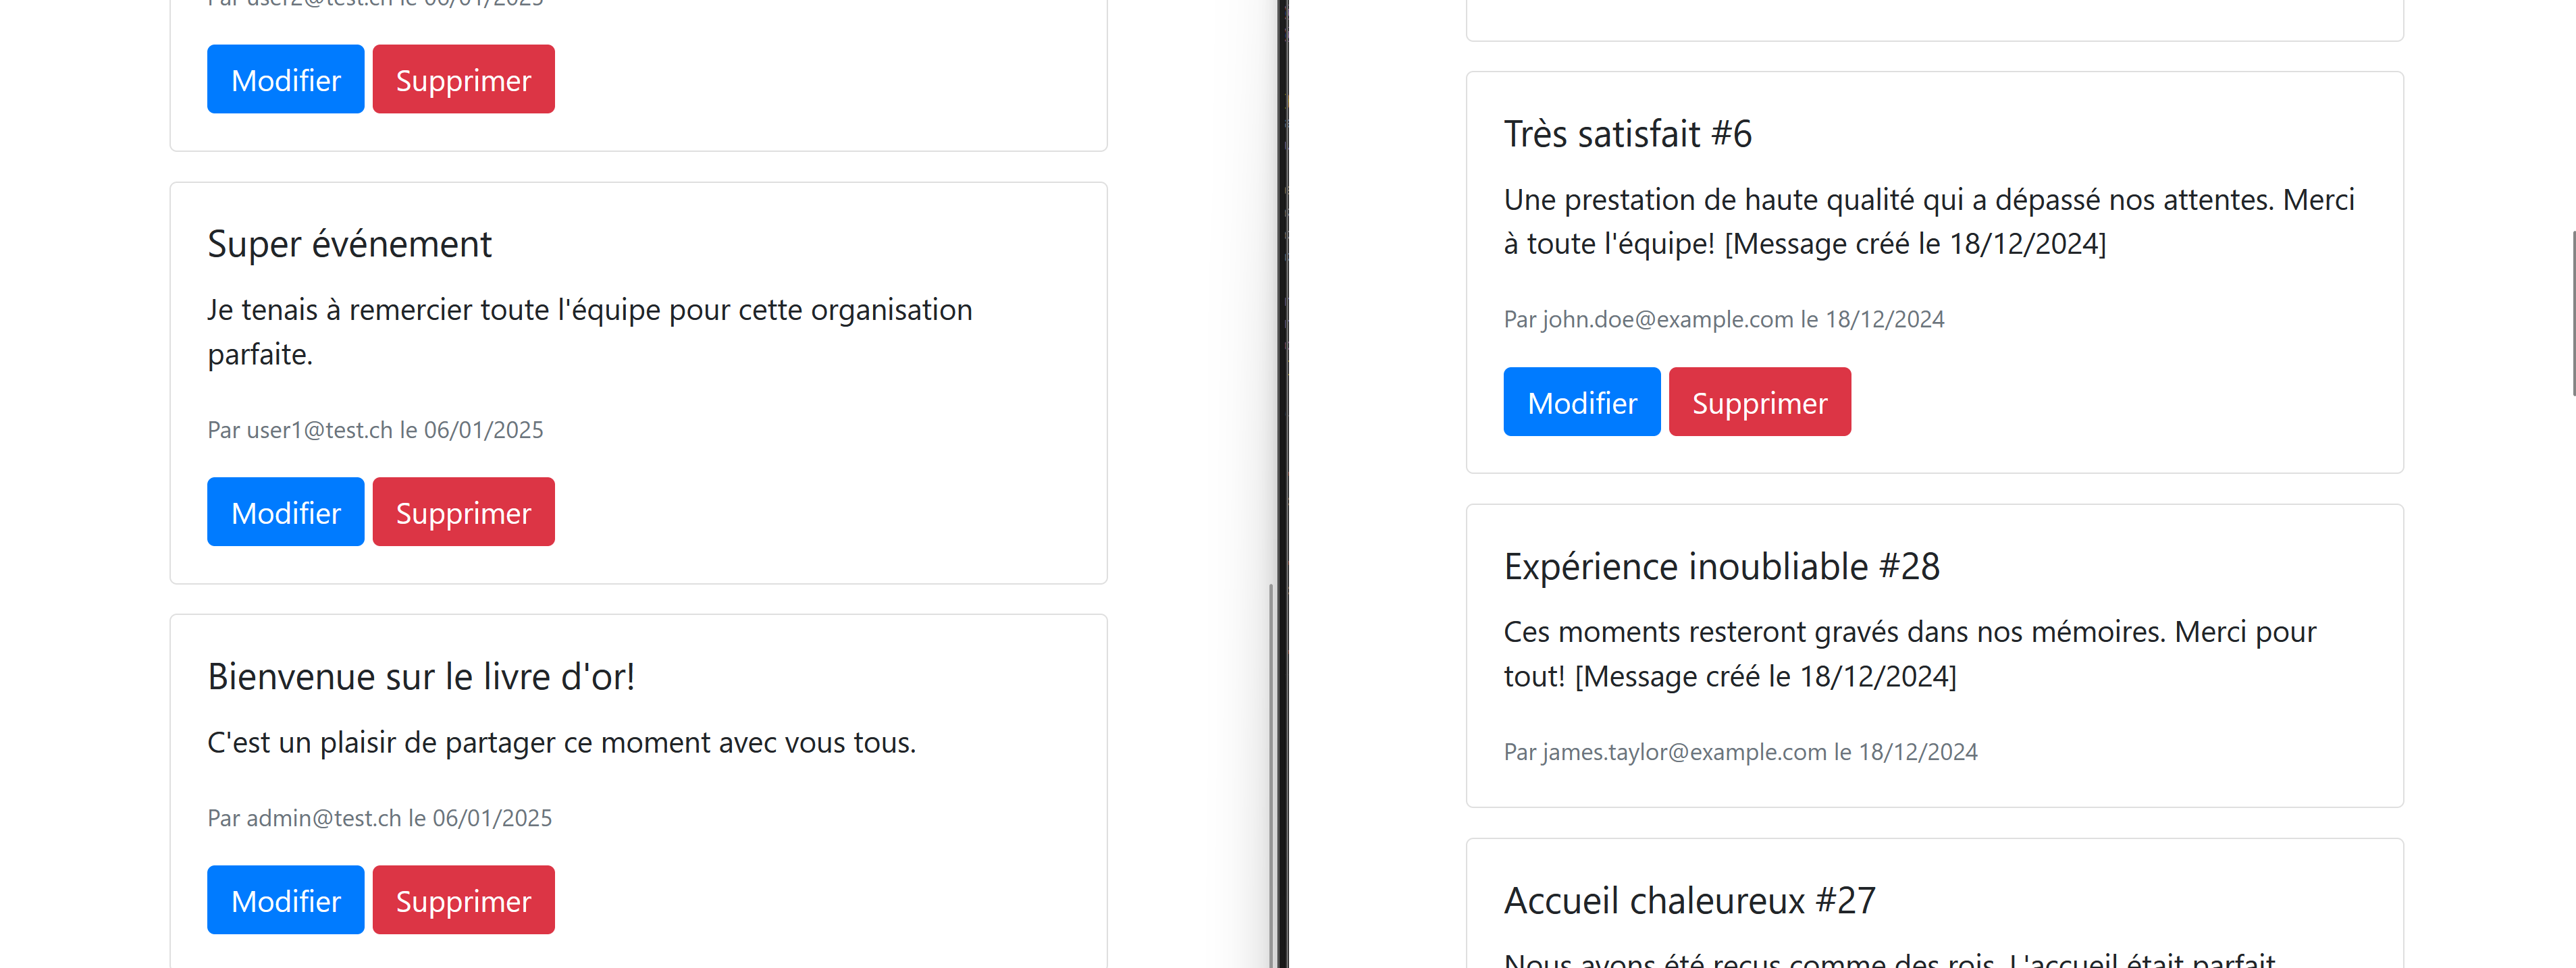 Par user2@test.ch le 06/01/2025
Modifier Supprimer
Super événement
Je tenais à remercier toute l'équipe pour cette organisation
parfaite.
Par user1@test.ch le 06/01/2025
Modifier Supprimer
Bienvenue sur le livre d'or!
C'est un plaisir de partager ce moment avec vous tous.
Par admin@test.ch le 06/01/2025
Modifier Supprimer
Très satisfait #6
Une prestation de haute qualité qui a dépassé nos attentes. Merci
à toute l'équipe! [Message créé le 18/12/2024]
Par john.doe@example.com le 18/12/2024
Modifier Supprimer
Expérience inoubliable #28
Ces moments resteront gravés dans nos mémoires. Merci pour
tout! [Message créé le 18/12/2024]
Par james.taylor@example.com le 18/12/2024
Accueil chaleureux #27
Nous avons été reçus comme des rois. L'accueil était parfait